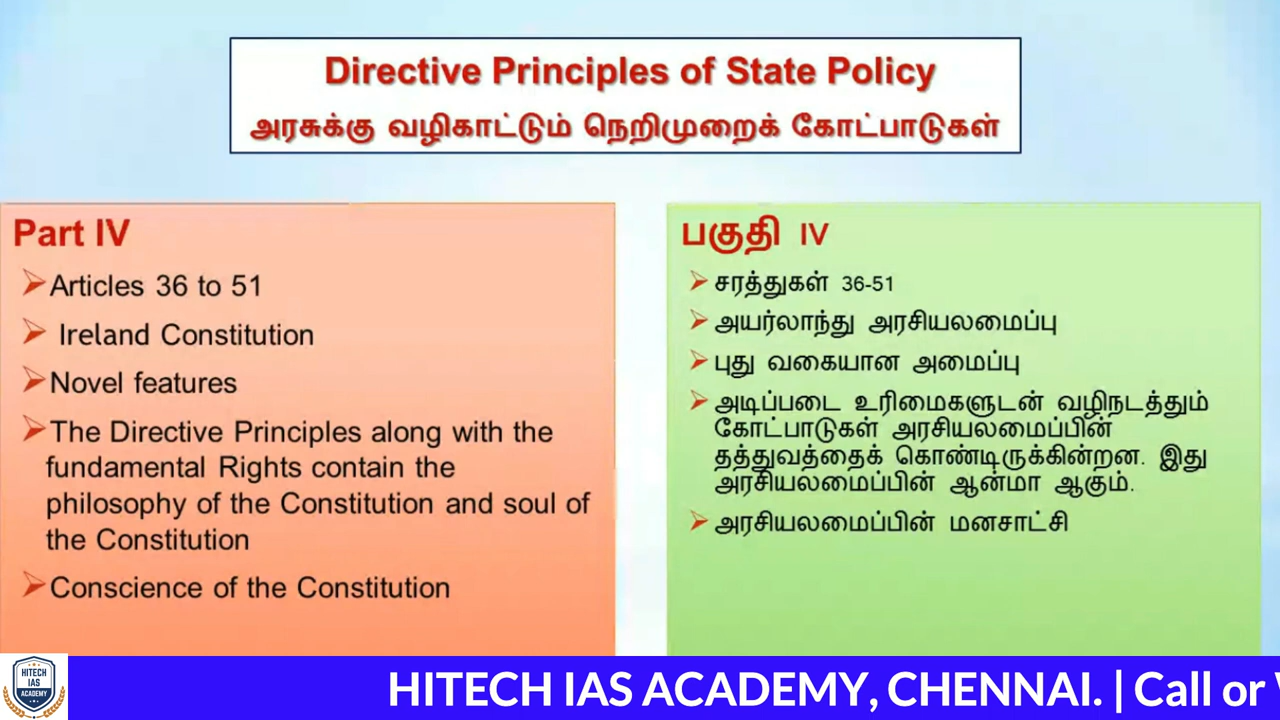 Directive Principles of State Policy
அரசுக்கு வழிகாட்டும் நெறிமுறைக் கோட்பாடுகள்
Part IV
Articles 36 to 51
Ireland Constitution
Novel features
The Directive Principles along with the
fundamental Rights contain the
philosophy of the Constitution and soul of
the Constitution
Conscience of the Constitution
பகுதி IV
சரத்துகள் 36-51
அயர்லாந்து அரசியலமைப்பு
புது வகையான அமைப்பு
அடிப்படை உரிமைகளுடன் வழிநடத்தும்
கோட்பாடுகள் அரசியலமைப்பின்
தத்துவத்தைக் கொண்டிருக்கின்றன. இது
அரசியலமைப்பின் ஆன்மா ஆகும்.
அரசியலமைப்பின் மனசாட்சி
HITECH
IAS
ACADEMY
HITECH IAS ACADEMY, CHENNAI. | Call or